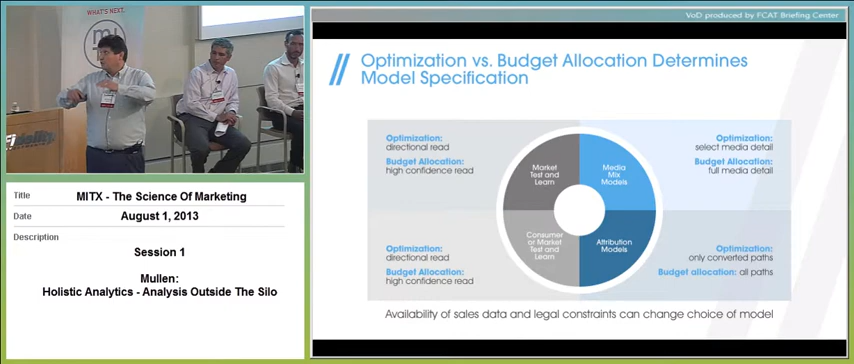 VoD produced by FCAT Briefing Center
WHAT'S NEXT.
Fidelity
Title MITX - The Science Of Marketing
Date August 1, 2013
Description
Session 1
Mullen:
Holistic Analytics - Analysis Outside The Silo
Optimization vs. Budget Allocation Determines
Model Specification
Optimization:
directional read
Budget Allocation:
high confidence read
Market
Test and
Learn
Media
Mix
Models
Optimization:
select media detail
Budget Allocation:
full media detail
Optimization:
directional read
Budget Allocation:
high confidence read
Consumer
or Market
Test and
Learn
Attribution
Models
Optimization:
only converted paths
Budget allocation: all paths
Availability of sales data and legal constraints can change choice of model